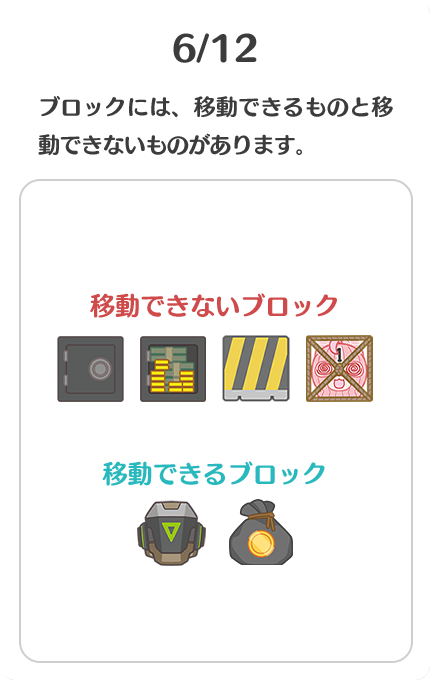 6/12
ブロックには、移動できるものと移
動できないものがあります。
移動できないブロック
1
移動できるブロック